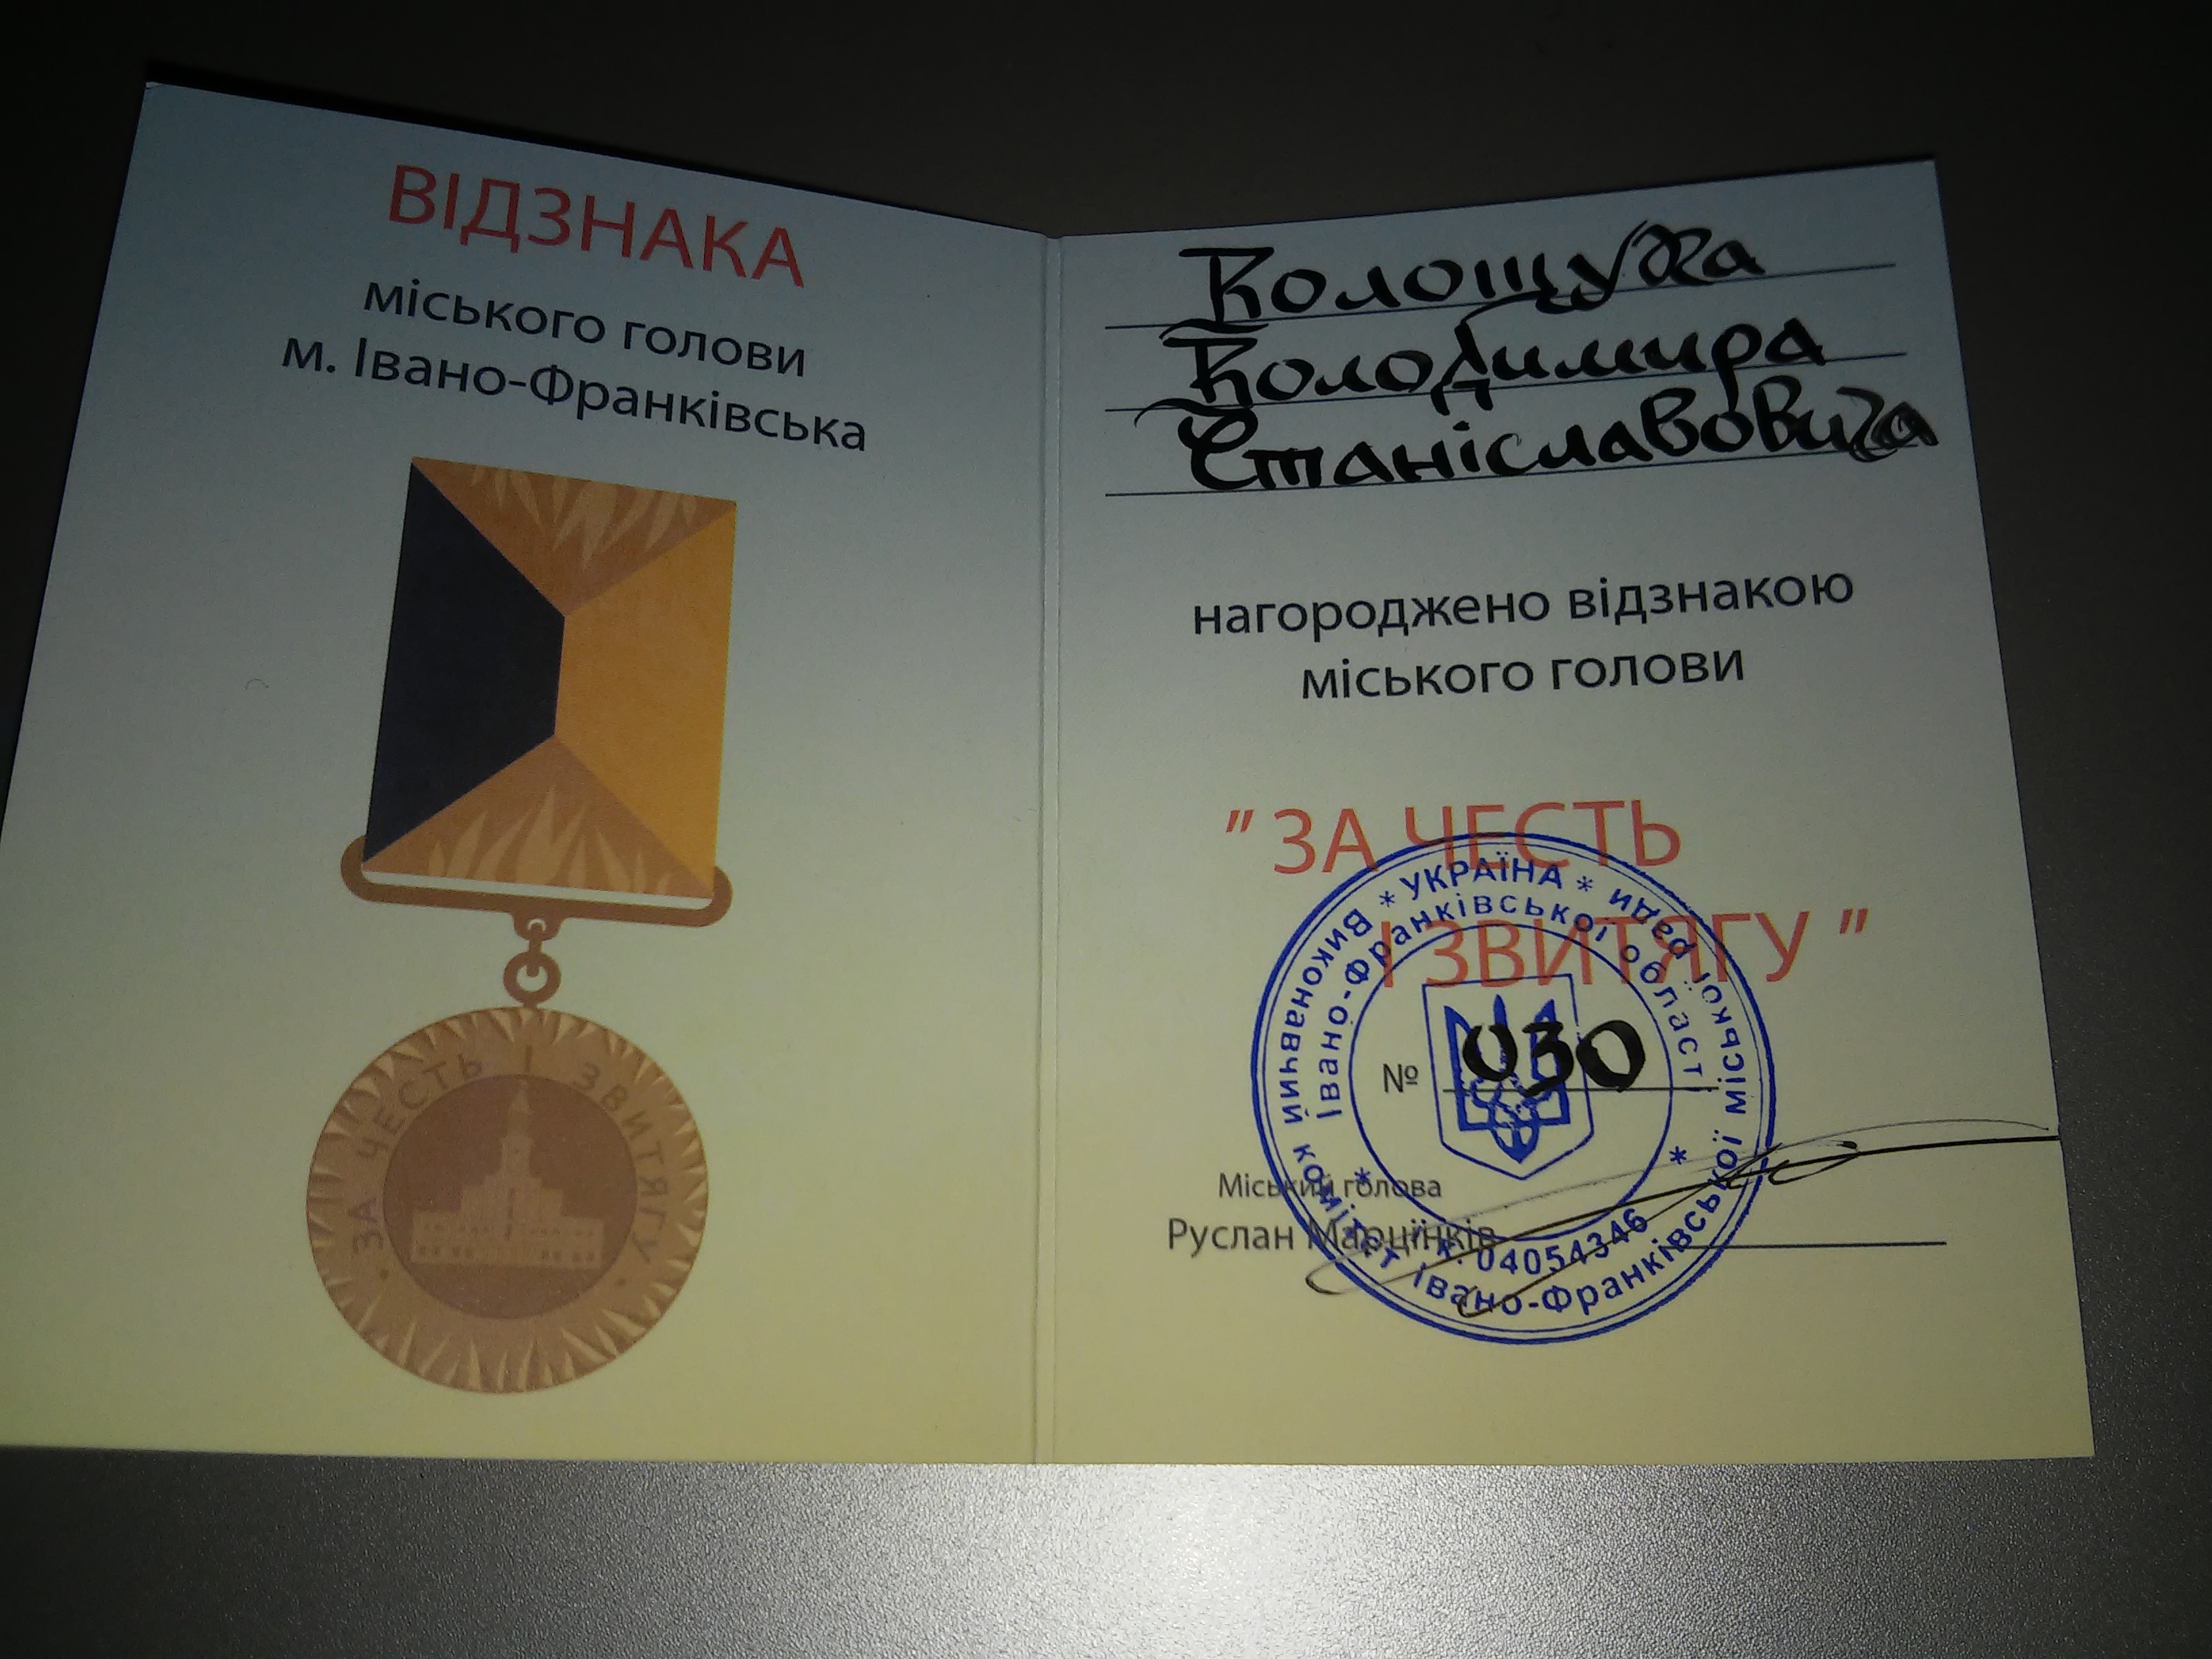 ВІДЗНАКА
міського голови
м. Івано-Франківська
ЗА ЧЕСТЬ І ЗВИТЯГУ
Волощука
Володимира
Станіславовича
нагороджено відзнакою
міського голови
"ЗА ЧЕСТЬ
І ЗВИТЯГУ"
№ 030
Міський голова
Руслан Марцінків
* УКРАЇНА * Виконавчий комітет Івано-Франківської міської ради
Івано-Франківської області
04054346